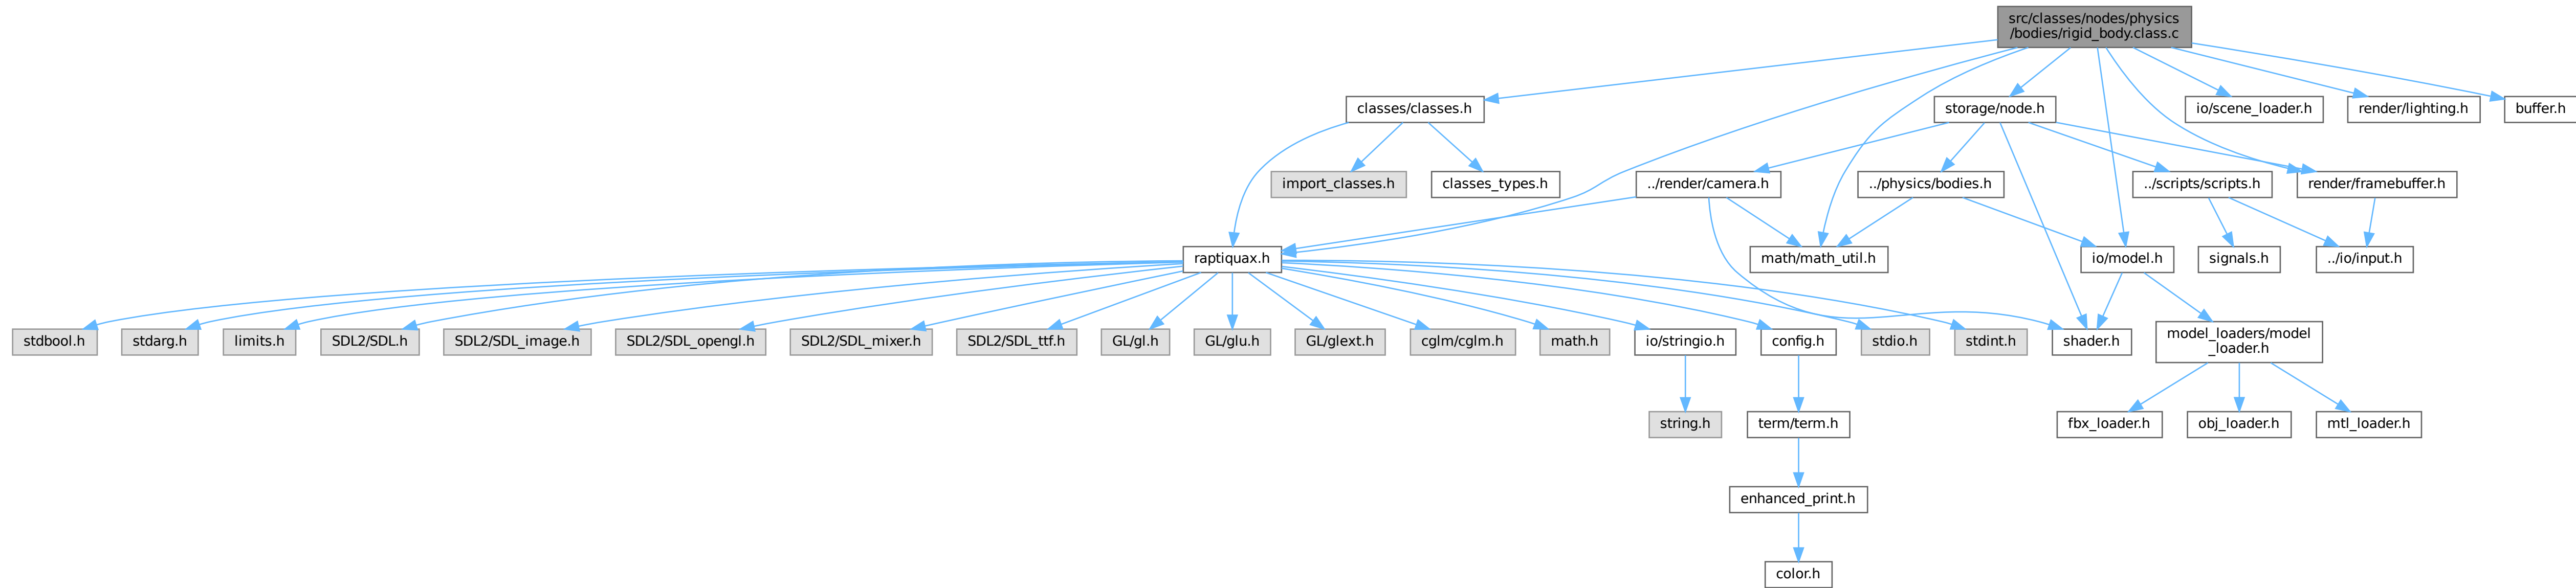 src/classes/nodes/physics
/bodies/rigid_body.class.c
classes/classes.h
storage/node.h
io/scene_loader.h
render/lighting.h
buffer.h
import_classes.h
classes_types.h
../render/camera.h
../physics/bodies.h
../scripts/scripts.h
render/framebuffer.h
raptiquax.h
math/math_util.h
io/model.h
signals.h
../io/input.h
stdbool.h
stdarg.h
limits.h
SDL2/SDL.h
SDL2/SDL_image.h
SDL2/SDL_opengl.h
SDL2/SDL_mixer.h
SDL2/SDL_ttf.h
GL/gl.h
GL/glu.h
GL/glext.h
cglm/cglm.h
math.h
io/stringio.h
config.h
stdio.h
stdint.h
shader.h
model_loaders/model
_loader.h
string.h
term/term.h
fbx_loader.h
obj_loader.h
mtl_loader.h
enhanced_print.h
color.h